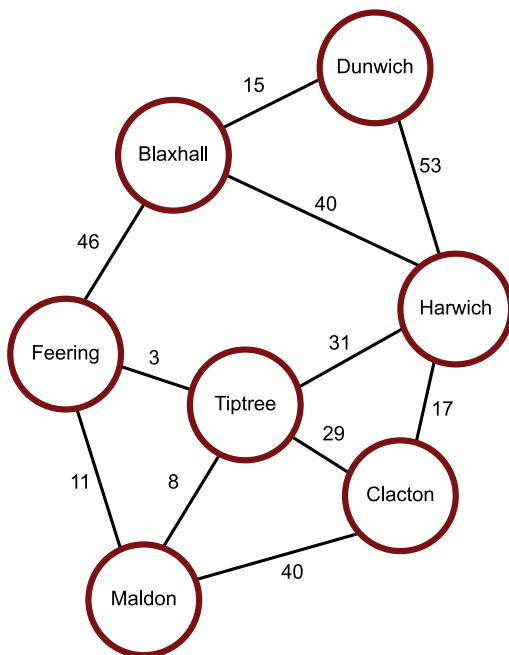 Dunwich
15
Blaxhall
53
40
46
Harwich
31
Feering
3
Tiptree
17
29
11
8
Clacton
40
Maldon